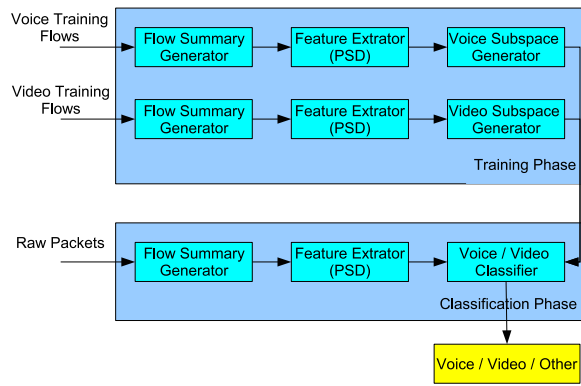 Voice Training
Flows
Flow Summary
Generator
Feature Extrator
(PSD)
Voice Subspace
Generator
Video Training
Flows
Flow Summary
Generator
Feature Extrator
(PSD)
Video Subspace
Generator
Training Phase
Raw Packets
Flow Summary
Generator
Feature Extrator
(PSD)
Voice / Video
Classifier
Classification Phase
Voice / Video / Other